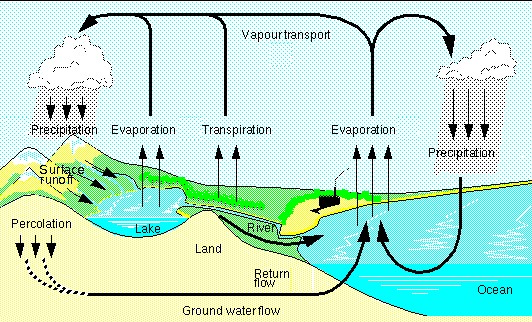 Vapour transport
Precipitation
Evaporation
Transpiration
Evaporation
Precipitation
Surface
runoff
Percolation
Lake
River
Land
Return
flow
Ocean
Ground water flow